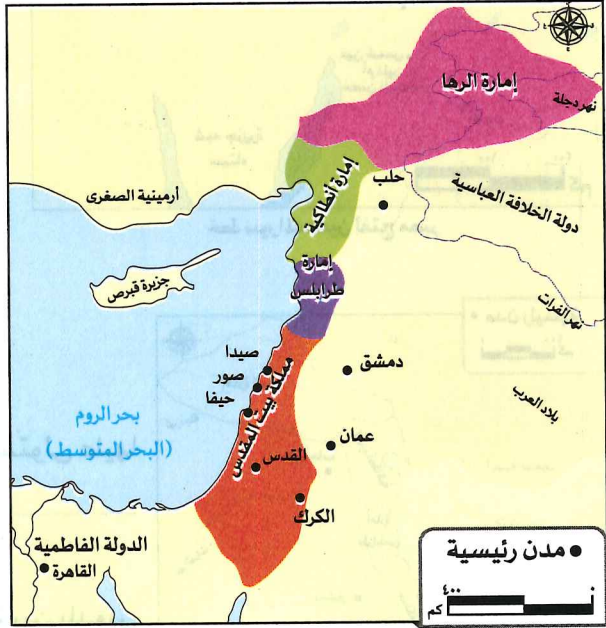 إمارة الرها
نهر دجلة
إمارة أنطاكية
حلب
أرمينية الصغرى
دولة الخلافة العباسية
جزيرة قبرص
إمارة
طرابلس
نهر الفرات
صيدا
صور
حيفا
مملكة بيت المقدس
دمشق
بلاد العرب
بحر الروم
(البحر المتوسط)
عمان
القدس
الكرك
الدولة الفاطمية
القاهرة
مدن رئيسية
٤٠٠ ٠
كم